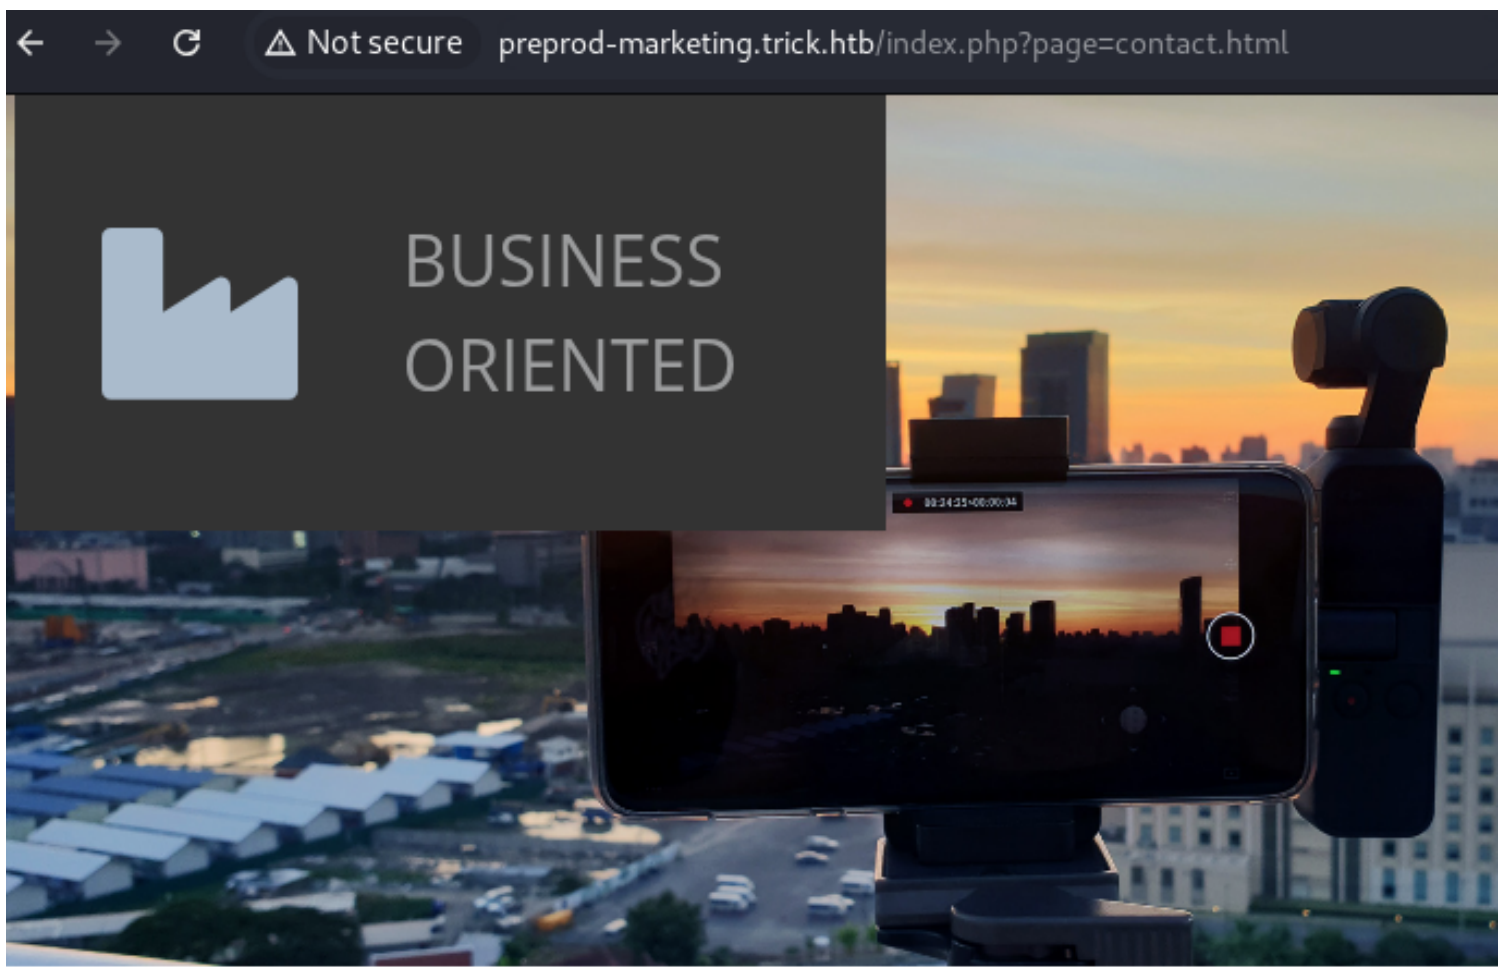 Not secure preprod-marketing.trick.htb/index.php?page=contact.html
BUSINESS
ORIENTED